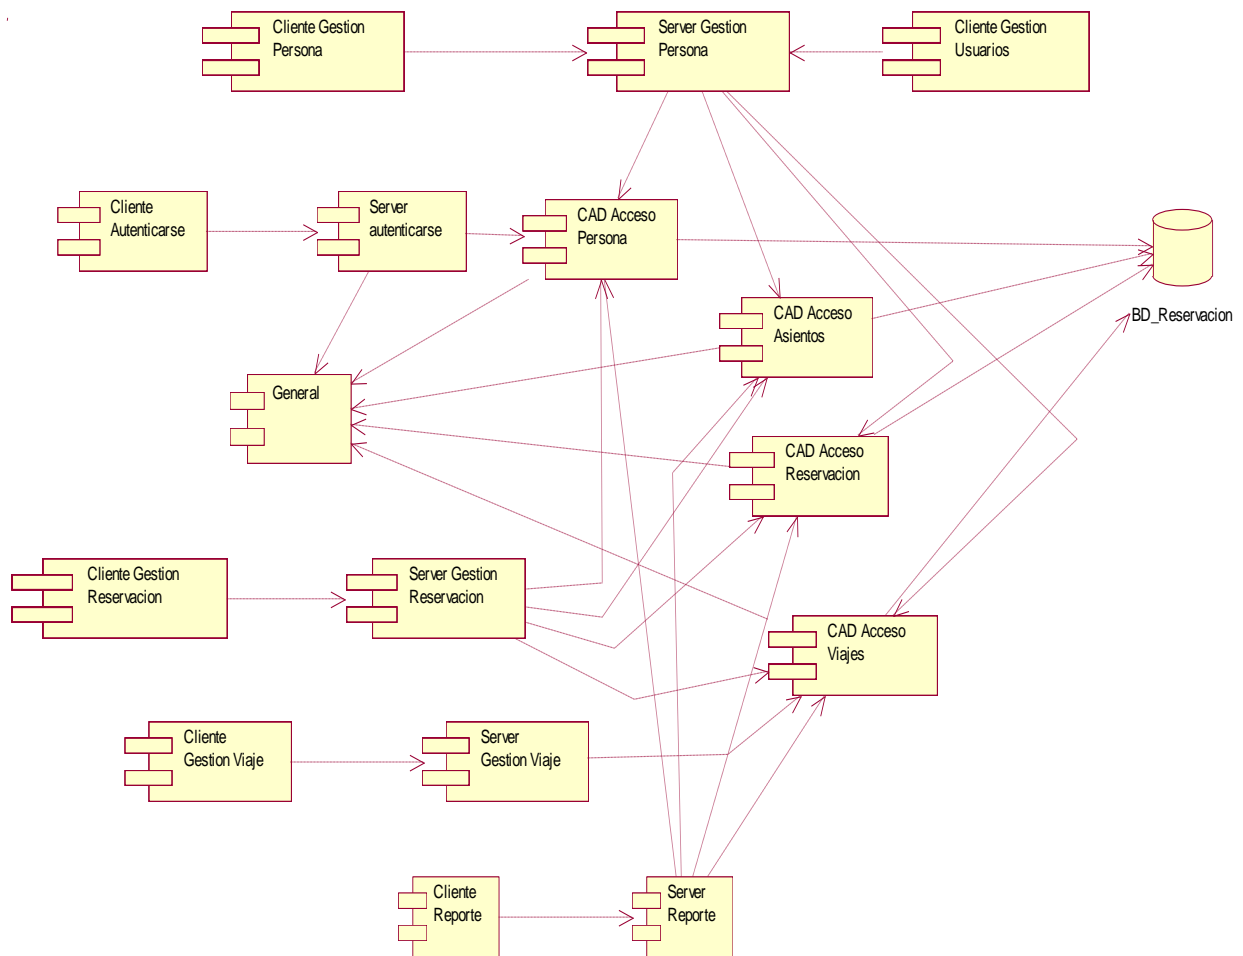 Cliente Gestion
Persona
Server Gestion
Persona
Cliente Gestion
Usuarios
Cliente
Autenticarse
Server
autenticarse
CAD Acceso
Persona
CAD Acceso
Asientos
BD_Reservacion
General
CAD Acceso
Reservacion
Cliente Gestion
Reservacion
Server Gestion
Reservacion
CAD Acceso
Viajes
Cliente
Gestion Viaje
Server
Gestion Viaje
Cliente
Reporte
Server
Reporte